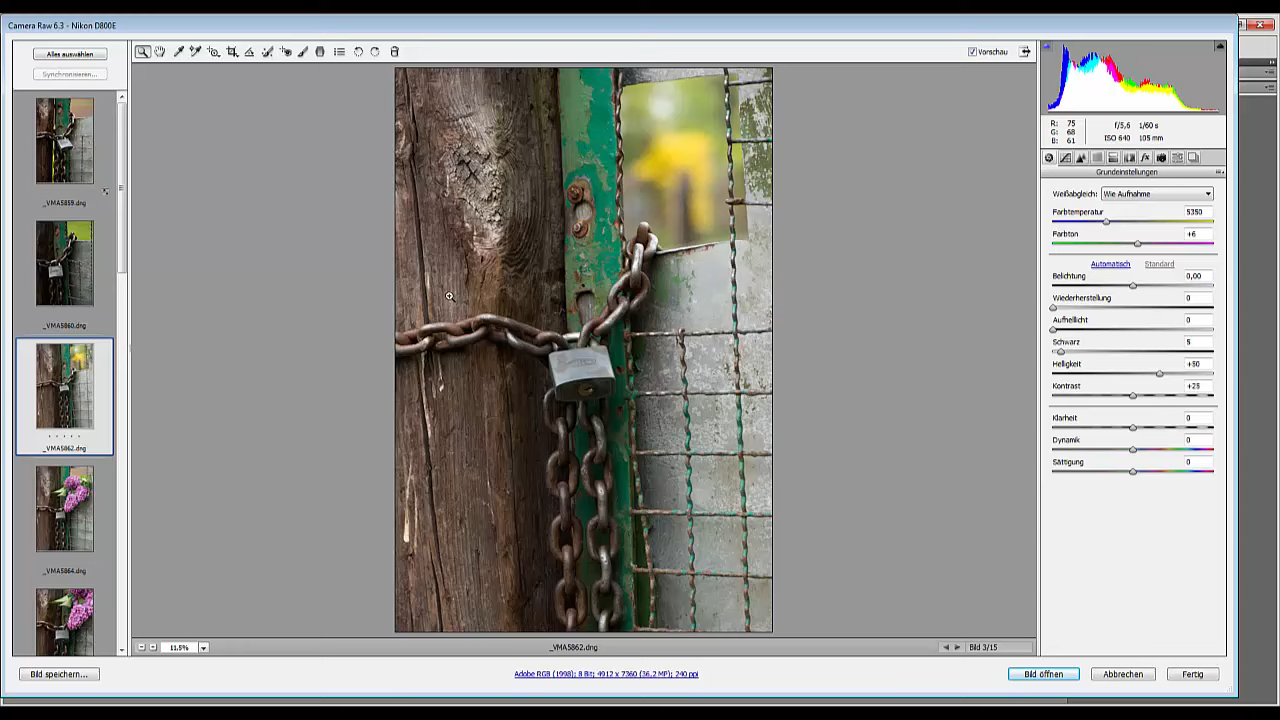 Camera Raw 6.3 - Nikon D800E
Alles auswählen
Synchronisieren...
_VMA5859.dng
_VMA5860.dng
_VMA5862.dng
_VMA5864.dng
Vorschau
R: 75
G: 68
B: 61
f/5,6 1/60 s
ISO 640 105 mm
Grundeinstellungen
Weißabgleich: Wie Aufnahme
Farbtemperatur 5350
Farbton +6
Automatisch Standard
Belichtung 0,00
Wiederherstellung 0
Aufhelllicht 0
Schwarz 5
Helligkeit +50
Kontrast +25
Klarheit 0
Dynamik 0
Sättigung 0
11.5% _VMA5862.dng Bild 3/15
Bild speichern... Adobe RGB (1998); 8 Bit; 4912 x 7360 (36,2 MP); 240 ppi Bild öffnen Abbrechen Fertig